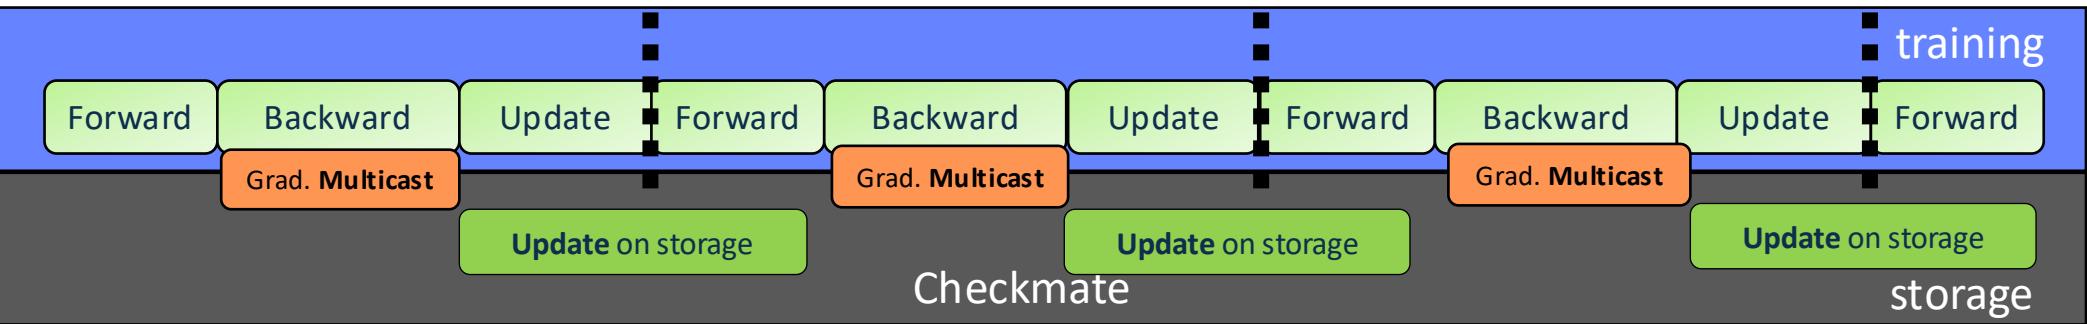 training
Forward Backward Update Forward Backward Update Forward Backward Update Forward
Grad. Multicast Grad. Multicast Grad. Multicast
Update on storage Update on storage Update on storage
Checkmate
storage